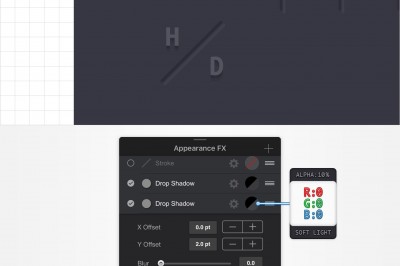 H
D
Appearance FX
Stroke
Drop Shadow
Drop Shadow
X Offset 0.0 pt
Y Offset 2.0 pt
Blur 0.0
ALPHA:10%
R:0
G:0
B:0
SOFT LIGHT